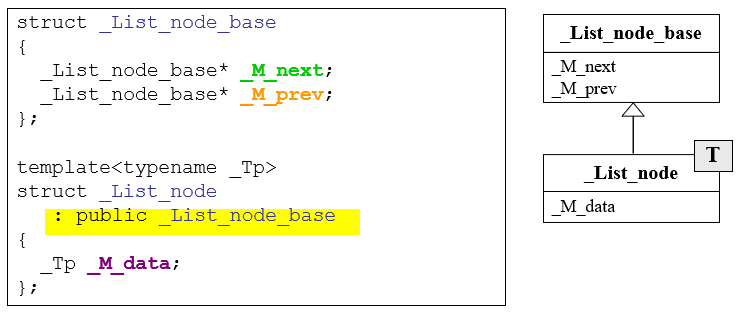 struct _List_node_base
{
  _List_node_base* _M_next;
  _List_node_base* _M_prev;
};

template<typename _Tp>
struct _List_node
   : public _List_node_base
{
  _Tp _M_data;
};
_List_node_base
_M_next
_M_prev
T
_List_node
_M_data